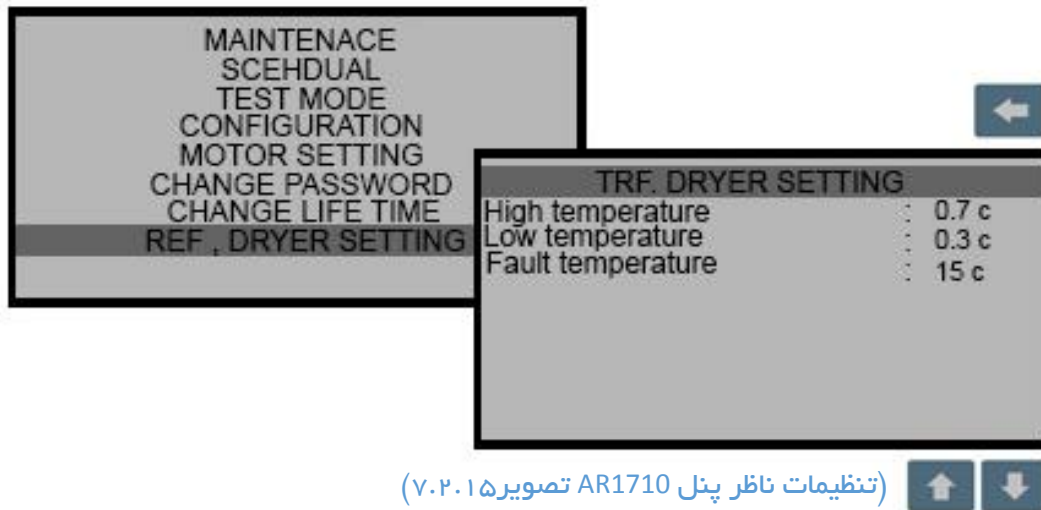 MAINTENACE
SCEHDUAL
TEST MODE
CONFIGURATION
MOTOR SETTING
CHANGE PASSWORD
CHANGE LIFE TIME
REF , DRYER SETTING
TRF. DRYER SETTING
High temperature : 0.7 c
Low temperature : 0.3 c
Fault temperature : 15 c
(تنظیمات ناظر پنل AR1710 تصویر۷.۲.۱۵)